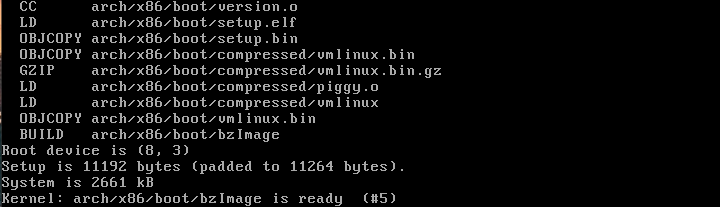 CC arch/x86/boot/version.o
LD arch/x86/boot/setup.elf
OBJCOPY arch/x86/boot/setup.bin
OBJCOPY arch/x86/boot/compressed/vmlinux.bin
GZIP arch/x86/boot/compressed/vmlinux.bin.gz
LD arch/x86/boot/compressed/piggy.o
LD arch/x86/boot/compressed/vmlinux
OBJCOPY arch/x86/boot/vmlinux.bin
BUILD arch/x86/boot/bzImage
Root device is (8, 3)
Setup is 11192 bytes (padded to 11264 bytes).
System is 2661 kB
Kernel: arch/x86/boot/bzImage is ready (#5)